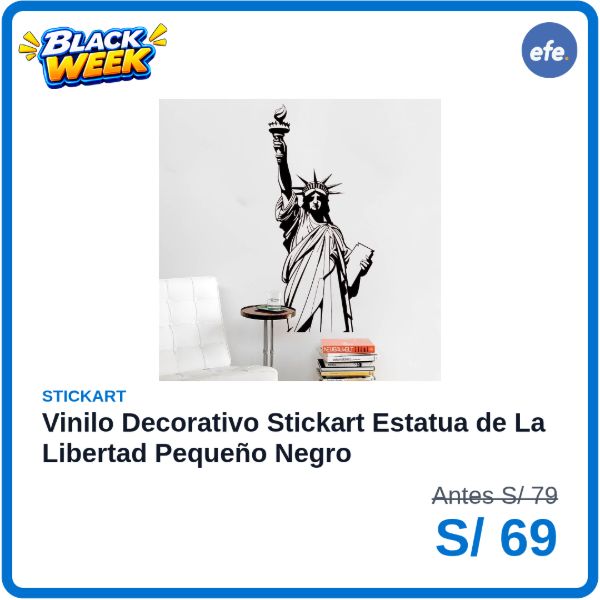 BLACK
WEEK
efe.
STICKART
Vinilo Decorativo Stickart Estatua de La
Libertad Pequeño Negro
Antes S/ 79
S/ 69